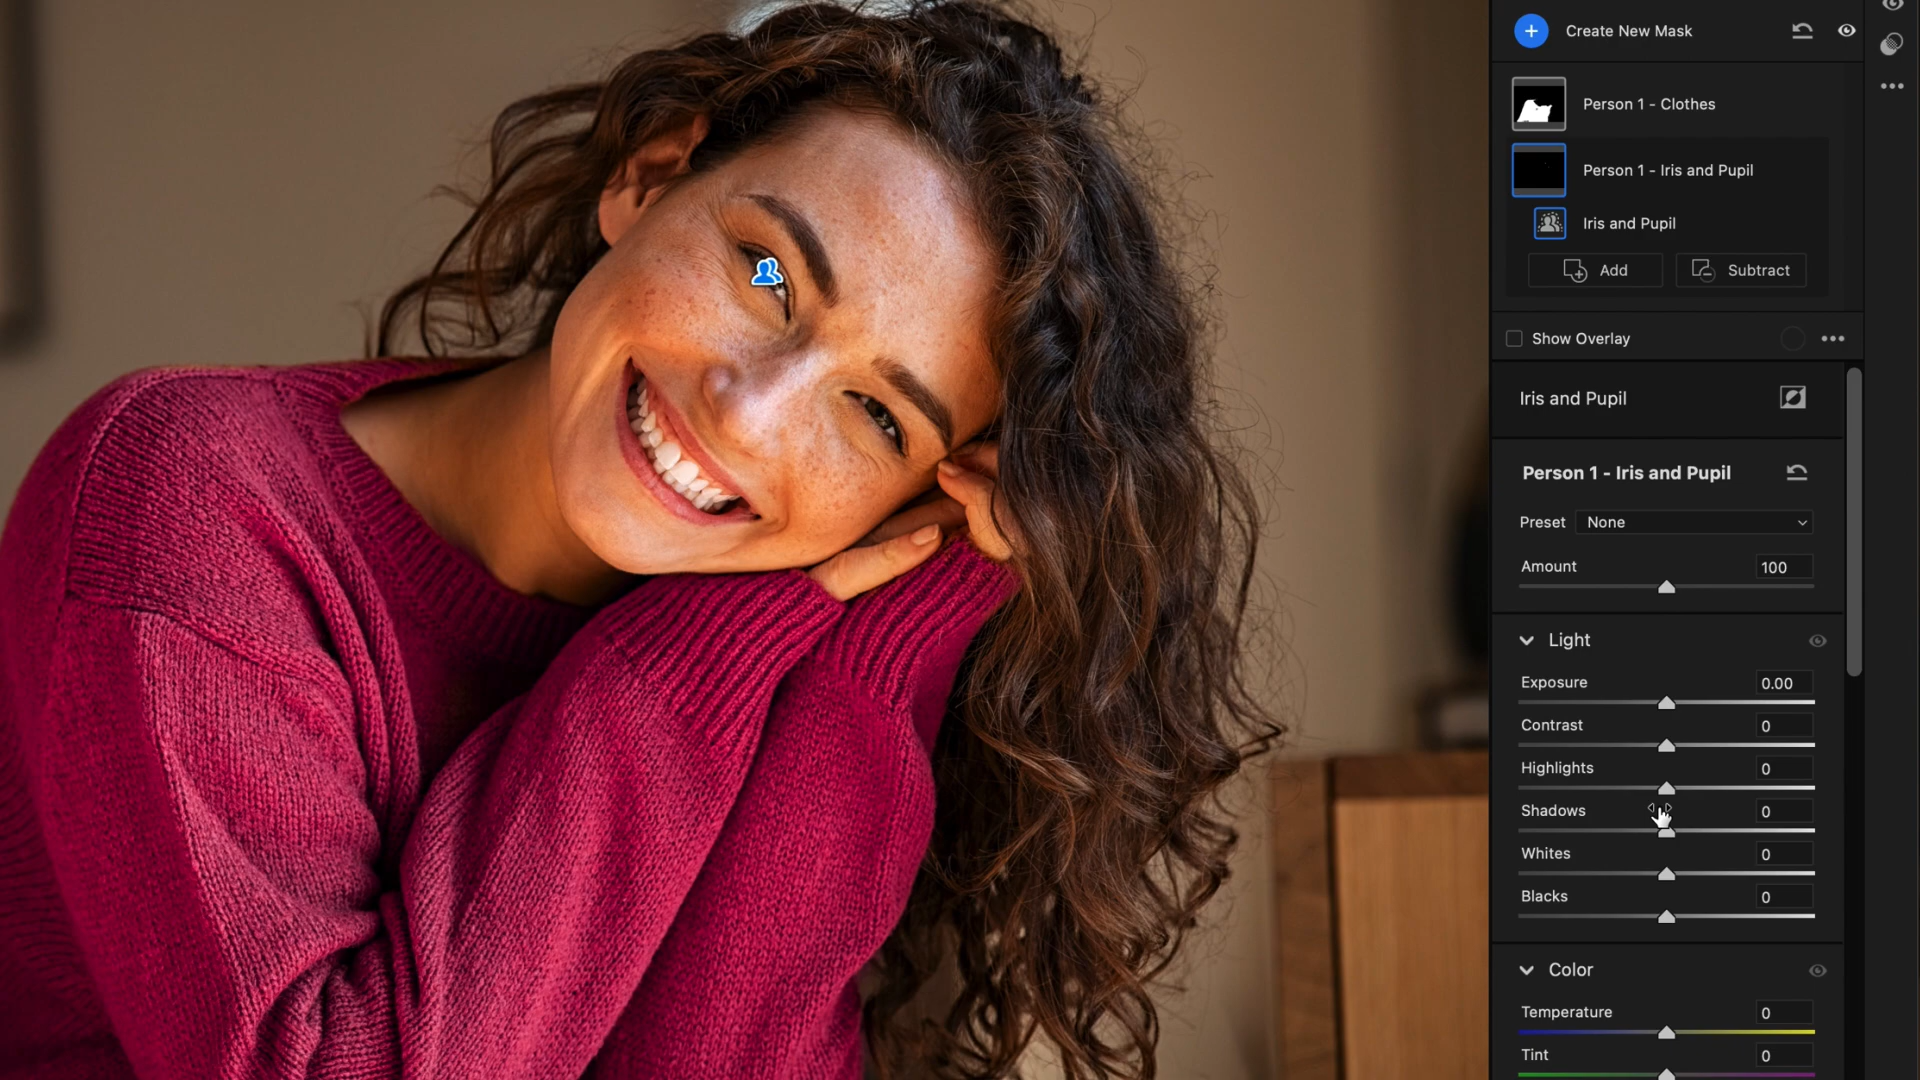 Create New Mask
Person 1 - Clothes
Person 1 - Iris and Pupil
Iris and Pupil
Add
Subtract
Show Overlay
Iris and Pupil
Person 1 - Iris and Pupil
Preset None
Amount 100
Light
Exposure 0.00
Contrast 0
Highlights 0
Shadows 0
Whites 0
Blacks 0
Color
Temperature 0
Tint 0